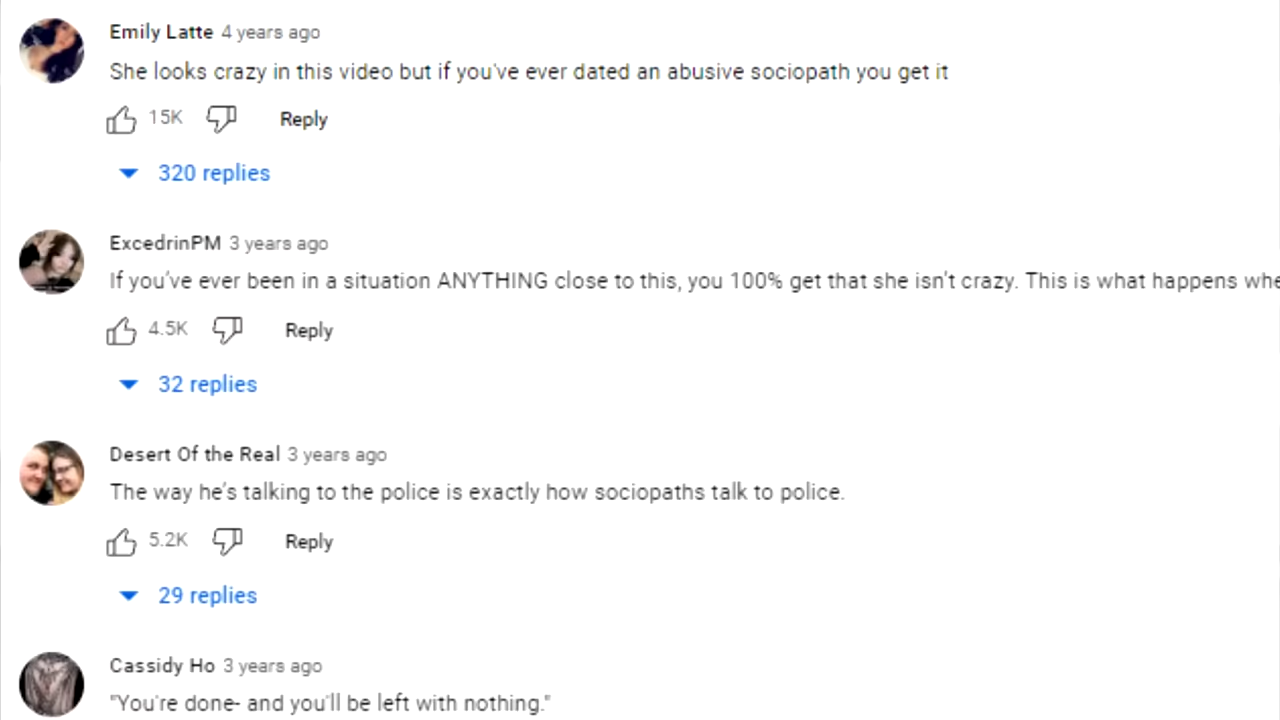 Emily Latte 4 years ago
She looks crazy in this video but if you've ever dated an abusive sociopath you get it
15K Reply
320 replies
ExcedrinPM 3 years ago
If you've ever been in a situation ANYTHING close to this, you 100% get that she isn't crazy. This is what happens whe
4.5K Reply
32 replies
Desert Of the Real 3 years ago
The way he's talking to the police is exactly how sociopaths talk to police.
5.2K Reply
29 replies
Cassidy Ho 3 years ago
"You're done- and you'll be left with nothing."